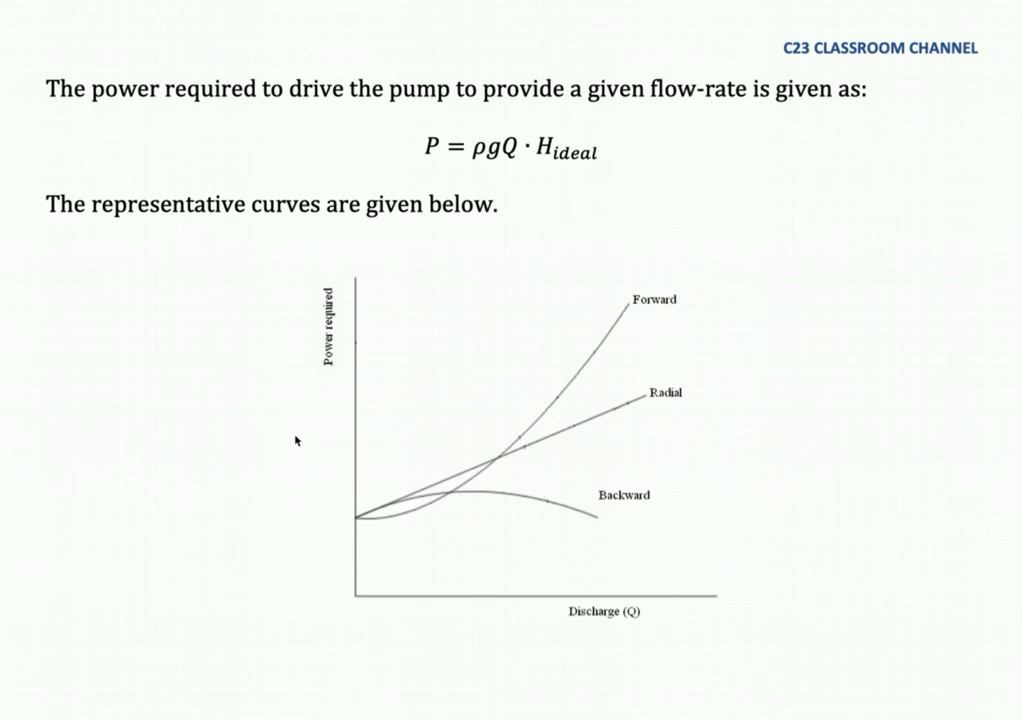 C23 CLASSROOM CHANNEL
The power required to drive the pump to provide a given flow-rate is given as:
P = ρgQ · H_ideal
The representative curves are given below.
Power required
Forward
Radial
Backward
Discharge (Q)